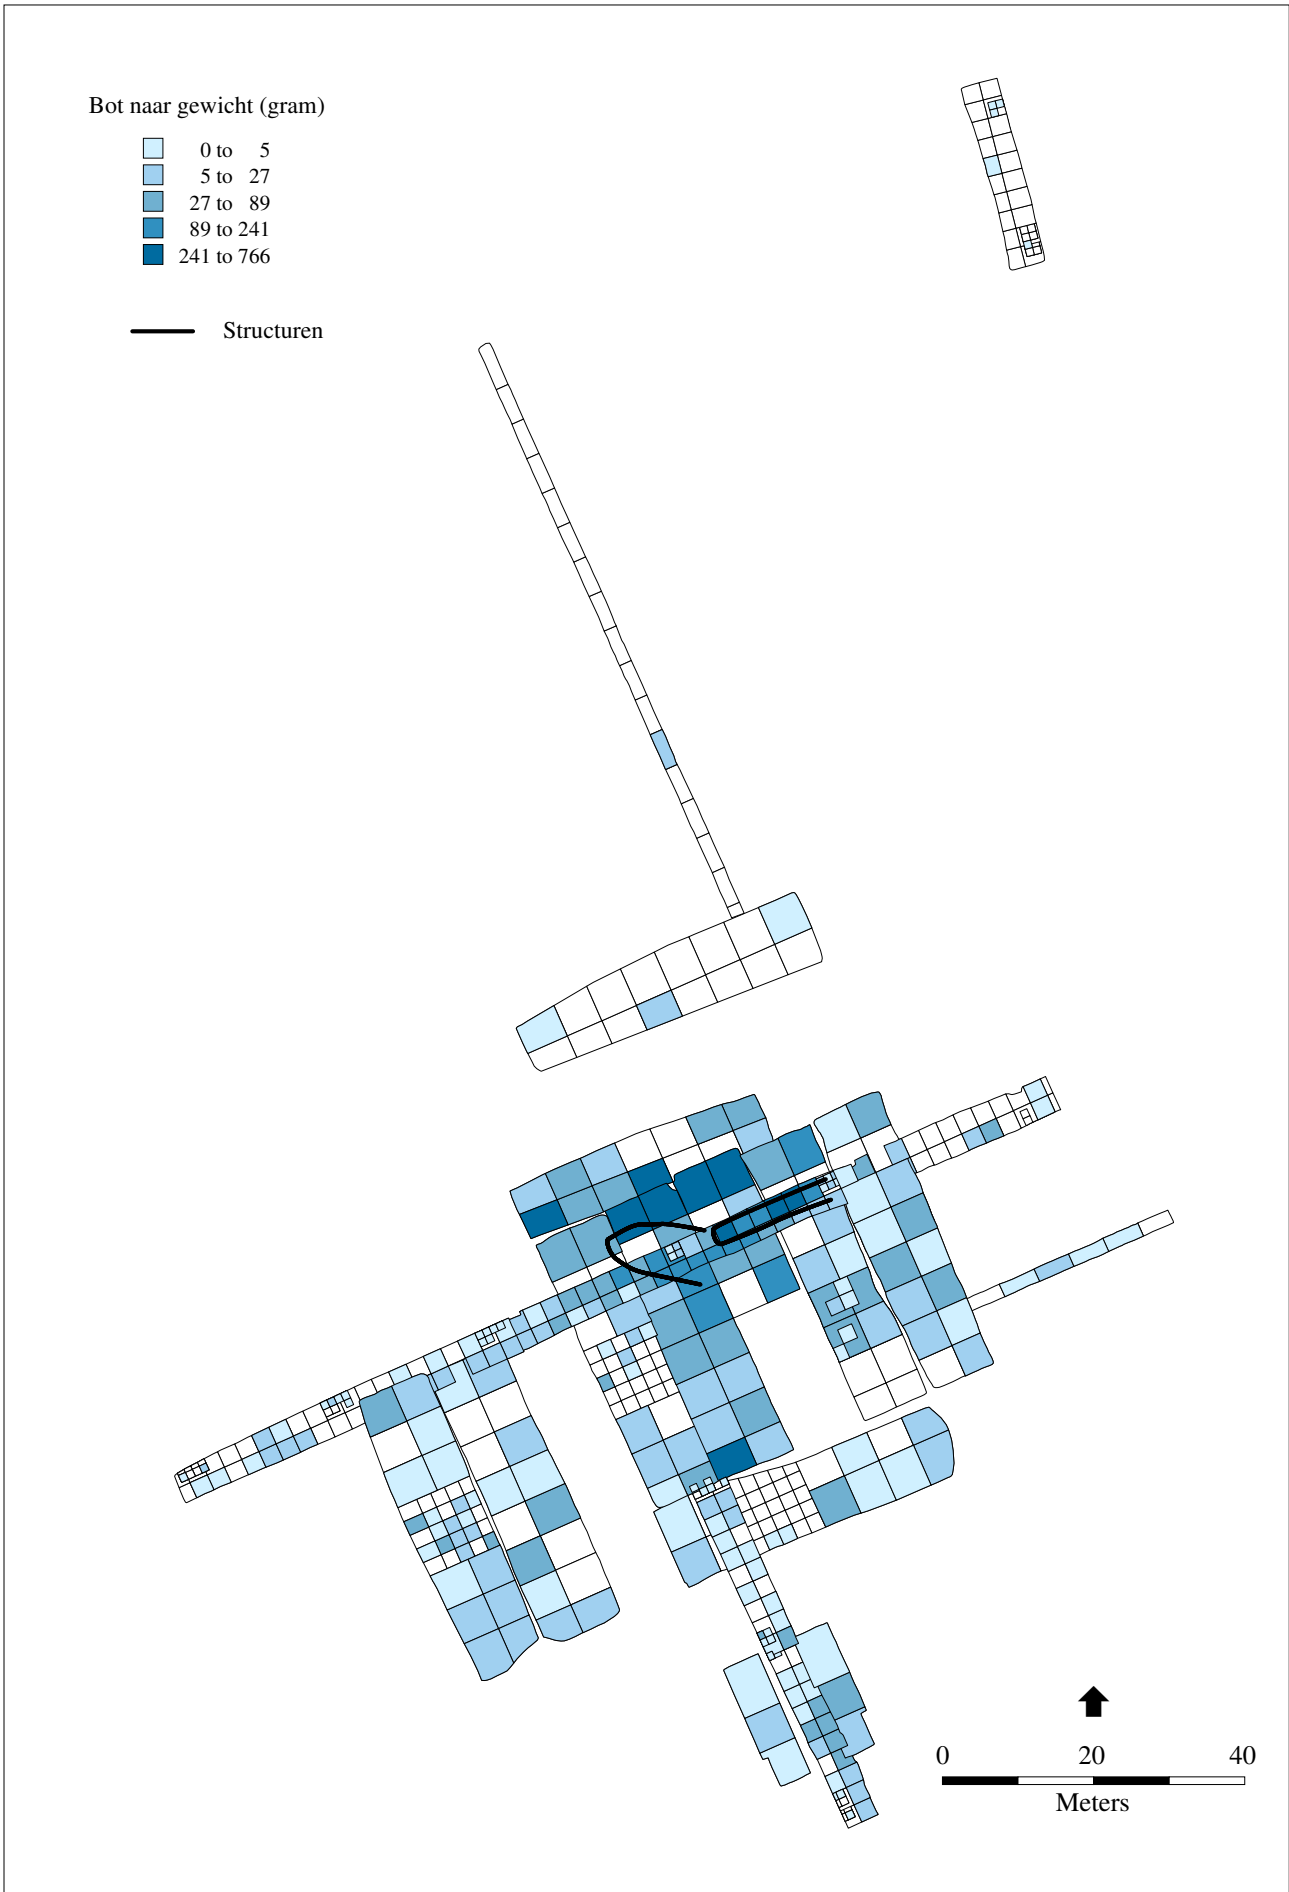 Bot naar gewicht (gram)
0 to 5
5 to 27
27 to 89
89 to 241
241 to 766
Structuren
0 20 40
Meters